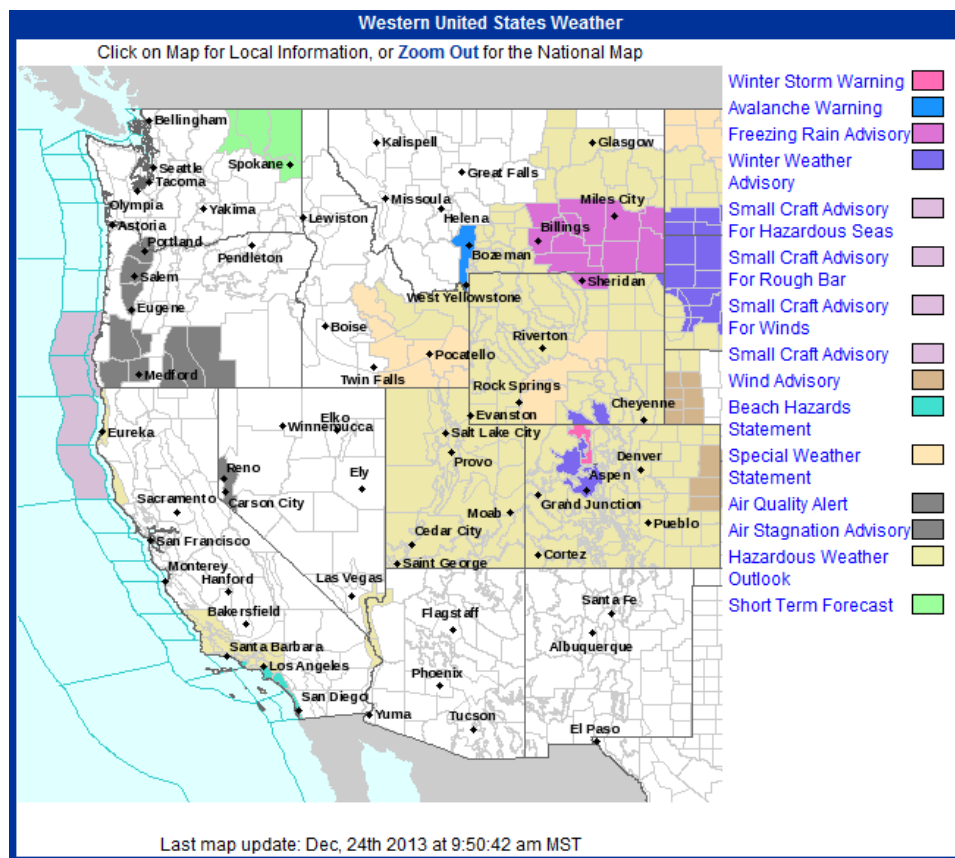 Western United States Weather
Click on Map for Local Information, or Zoom Out for the National Map
Bellingham
Seattle
Tacoma
Olympia
Astoria
Spokane
Yakima
Portland
Pendleton
Salem
Eugene
Medford
Kalispell
Great Falls
Glasgow
Missoula
Helena
Lewiston
Miles City
Billings
Bozeman
West Yellowstone
Sheridan
Boise
Pocatello
Twin Falls
Riverton
Rock Springs
Cheyenne
Evanston
Eureka
Winnemucca
Elko
Salt Lake City
Provo
Reno
Ely
Carson City
Sacramento
Denver
Aspen
Grand Junction
Moab
Pueblo
San Francisco
Cedar City
Saint George
Cortez
Monterey
Hanford
Las Vegas
Bakersfield
Flagstaff
Santa Fe
Albuquerque
Santa Barbara
Los Angeles
San Diego
Phoenix
Yuma
Tucson
El Paso
Winter Storm Warning
Avalanche Warning
Freezing Rain Advisory
Winter Weather
Advisory
Small Craft Advisory
For Hazardous Seas
Small Craft Advisory
For Rough Bar
Small Craft Advisory
For Winds
Small Craft Advisory
Wind Advisory
Beach Hazards
Statement
Special Weather
Statement
Air Quality Alert
Air Stagnation Advisory
Hazardous Weather
Outlook
Short Term Forecast
Last map update: Dec, 24th 2013 at 9:50:42 am MST